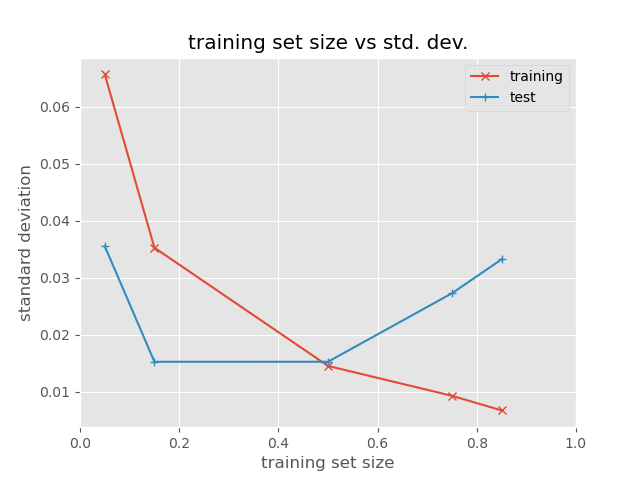 training set size vs std. dev.
training
test
0.06
0.05
0.04
0.03
0.02
0.01
standard deviation
0.0 0.2 0.4 0.6 0.8 1.0
training set size